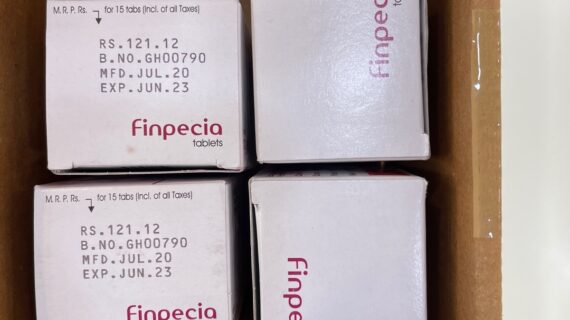 M. R. P. Rs. for 15 tabs (Incl. of all Taxes)
RS.121.12
B.NO.GH00790
MFD.JUL.20
EXP.JUN.23
Finpecia
tablets
Finpecia
M. R. P. Rs. for 15 tabs (Incl. of all Taxes)
RS.121.12
B.NO.GH00790
MFD.JUL.20
EXP.JUN.23
Finpecia
Finpe